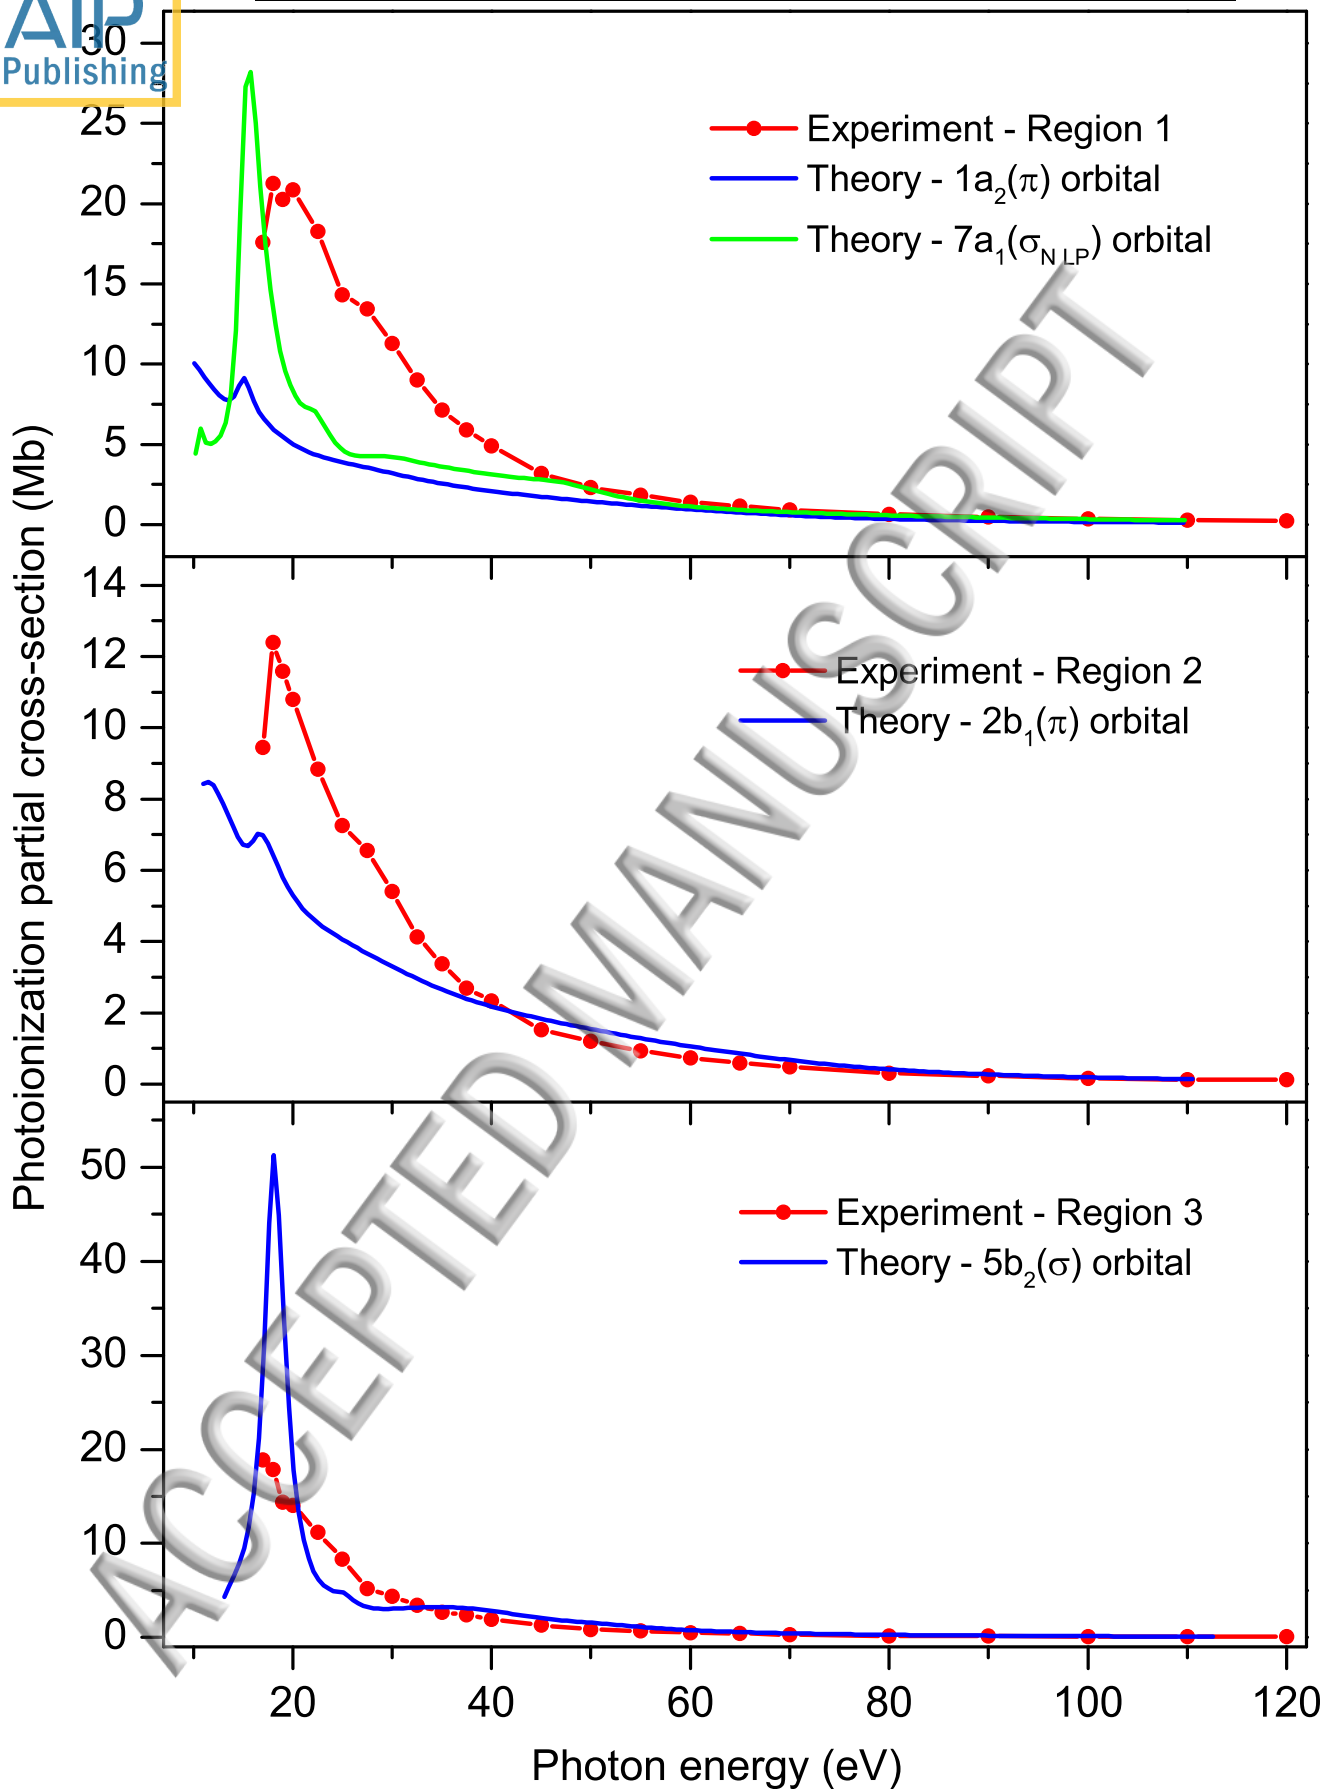 AIP
Publishing
Photoionization partial cross-section (Mb)
30
25
20
15
10
5
0
Experiment - Region 1
Theory - 1a₂(π) orbital
Theory - 7a₁(σ_N LP) orbital
14
12
10
8
6
4
2
0
Experiment - Region 2
Theory - 2b₁(π) orbital
50
40
30
20
10
0
Experiment - Region 3
Theory - 5b₂(σ) orbital
20 40 60 80 100 120
Photon energy (eV)
ACCEPTED MANUSCRIPT